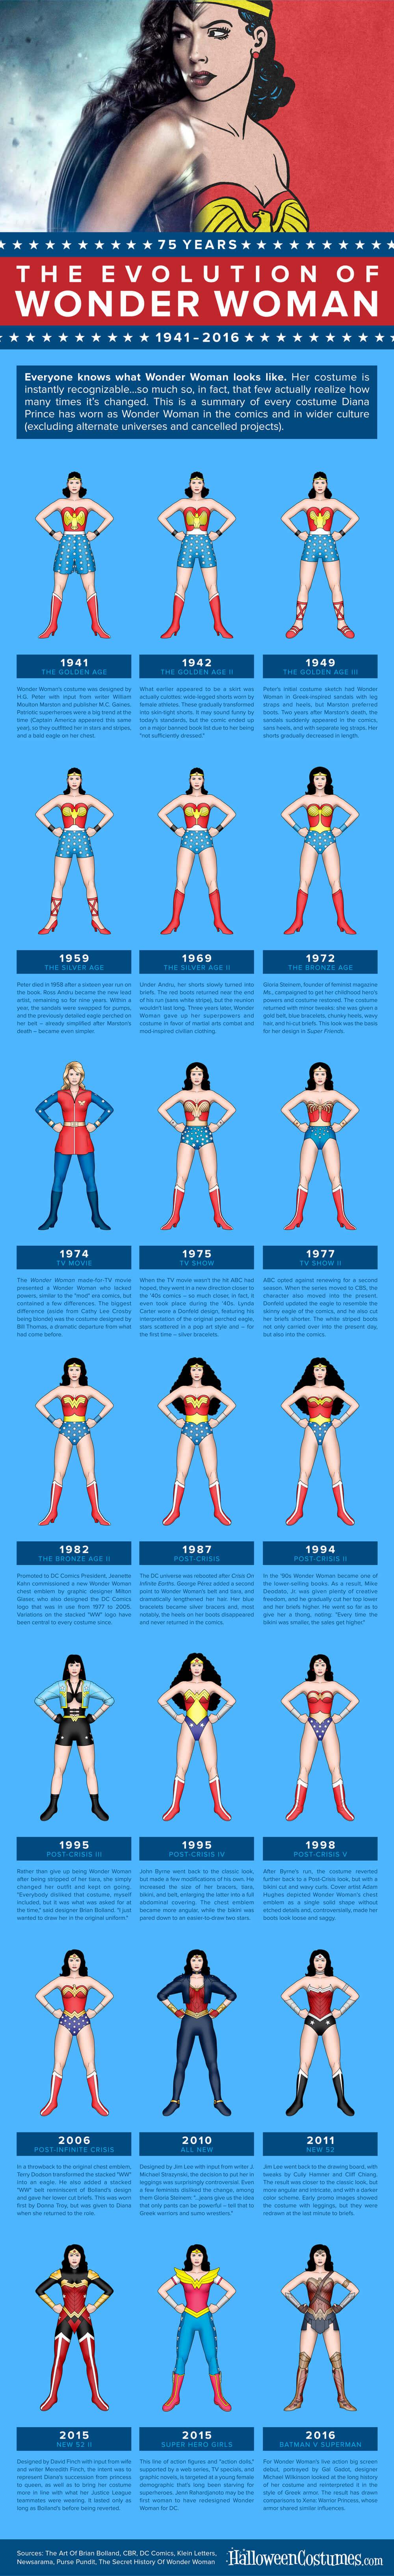 75 YEARS
THE EVOLUTION OF
WONDER WOMAN
1941-2016
Everyone knows what Wonder Woman looks like. Her costume is
instantly recognizable...so much so, in fact, that few actually realize how
many times it's changed. This is a summary of every costume Diana
Prince has worn as Wonder Woman in the comics and in wider culture
(excluding alternate universes and cancelled projects).
1941
THE GOLDEN AGE
Wonder Woman's costume was designed by
H.G. Peter with input from writer William
Moulton Marston and publisher M.C. Gaines.
Patriotic superheroes were a big trend at the
time (Captain America appeared this same
year), so they outfitted her in stars and stripes,
and a bald eagle on her chest.
1942
THE GOLDEN AGE II
What earlier appeared to be a skirt was
actually culottes: wide-legged shorts worn by
female athletes. These gradually transformed
into skin-tight shorts. It may sound funny by
today's standards, but the comic ended up
on a major banned book list due to her being
"not sufficiently dressed."
1949
THE GOLDEN AGE III
Peter's initial costume sketch had Wonder
Woman in Greek-inspired sandals with leg
straps and heels, but Marston preferred
boots. Two years after Marston's death, the
sandals suddenly appeared in the comics,
sans heels, and with separate leg straps. Her
shorts gradually decreased in length.
1959
THE SILVER AGE
Peter died in 1958 after a sixteen year run on
the book. Ross Andru became the new lead
artist, remaining so for nine years. Within a
year, the sandals were swapped for pumps,
and the previously detailed eagle perched on
her belt – already simplified after Marston's
death – became even simpler.
1969
THE SILVER AGE II
Under Andru, her shorts slowly turned into
briefs. The red boots returned near the end
of his run (sans white stripe), but the reunion
wouldn't last long. Three years later, Wonder
Woman gave up her superpowers and
costume in favor of martial arts combat and
mod-inspired civilian clothing.
1972
THE BRONZE AGE
Gloria Steinem, founder of feminist magazine
Ms., campaigned to get her childhood hero's
powers and costume restored. The costume
returned with minor tweaks: she was given a
gold belt, blue bracelets, chunky heels, wavy
hair, and hi-cut briefs. This look was the basis
for her design in Super Friends.
1974
TV MOVIE
The Wonder Woman made-for-TV movie
presented a Wonder Woman who lacked
powers, similar to the "mod" era comics, but
contained a few differences. The biggest
difference (aside from Cathy Lee Crosby
being blonde) was the costume designed by
Bill Thomas, a dramatic departure from what
had come before.
1975
TV SHOW
When the TV movie wasn't the hit ABC had
hoped, they went in a new direction closer to
the '40s comics – so much closer, in fact, it
even took place during the '40s. Lynda
Carter wore a Donfeld design, featuring his
interpretation of the original perched eagle,
stars scattered in a pop art style and – for
the first time – silver bracelets.
1977
TV SHOW II
ABC opted against renewing for a second
season. When the series moved to CBS, the
character also moved into the present.
Donfeld updated the eagle to resemble the
skinny eagle of the comics, and he also cut
her briefs shorter. The white striped boots
not only carried over into the present day,
but also into the comics.
1982
THE BRONZE AGE II
Promoted to DC Comics President, Jeanette
Kahn commissioned a new Wonder Woman
chest emblem by graphic designer Milton
Glaser, who also designed the DC Comics
logo that was in use from 1977 to 2005.
Variations on the stacked "WW" logo have
been central to every costume since.
1987
POST-CRISIS
The DC universe was rebooted after Crisis On
Infinite Earths. George Pérez added a second
point to Wonder Woman's belt and tiara, and
dramatically lengthened her hair. Her blue
bracelets became silver bracers and, most
notably, the heels on her boots disappeared
and never returned in the comics.
1994
POST-CRISIS II
In the '90s Wonder Woman became one of
the lower-selling books. As a result, Mike
Deodato, Jr. was given plenty of creative
freedom, and he gradually cut her top lower
and her briefs higher. He went so far as to
give her a thong, noting: "Every time the
bikini was smaller, the sales got higher."
1995
POST-CRISIS III
Rather than give up being Wonder Woman
after being stripped of her tiara, she simply
changed her outfit and kept on going.
"Everybody disliked that costume, myself
included, but it was what was asked for at
the time," said designer Brian Bolland. "I just
wanted to draw her in the original uniform."
1995
POST-CRISIS IV
John Byrne went back to the classic look,
but made a few modifications of his own. He
increased the size of her bracers, tiara,
bikini, and belt, enlarging the latter into a full
abdominal covering. The chest emblem
became more angular, while the bikini was
pared down to an easier-to-draw two stars.
1998
POST-CRISIS V
After Byrne's run, the costume reverted
further back to a Post-Crisis look, but with a
bikini cut and wavy curls. Cover artist Adam
Hughes depicted Wonder Woman's chest
emblem as a single solid shape without
etched details and, controversially, made her
boots look loose and saggy.
2006
POST-INFINITE CRISIS
In a throwback to the original chest emblem,
Terry Dodson transformed the stacked "WW"
into an eagle. He also added a stacked
"WW" belt reminiscent of Bolland's design
and gave her lower cut briefs. This was worn
first by Donna Troy, but was given to Diana
when she returned to the role.
2010
ALL NEW
Designed by Jim Lee with input from writer J.
Michael Straczynski, the decision to put her in
leggings was surprisingly controversial. Even
a few feminists disliked the change, among
them Gloria Steinem: "...jeans give us the idea
that only pants can be powerful – tell that to
Greek warriors and sumo wrestlers."
2011
NEW 52
Jim Lee went back to the drawing board, with
tweaks by Cully Hamner and Cliff Chiang.
The result was closer to the classic look, but
more angular and intricate, and with a darker
color scheme. Early promo images showed
the costume with leggings, but they were
redrawn at the last minute to briefs.
2015
NEW 52 II
Designed by David Finch with input from wife
and writer Meredith Finch, the intent was to
represent Diana's succession from princess
to queen, as well as to bring her costume
more in line with what her Justice League
teammates were wearing. It lasted only as
long as Bolland's before being reverted.
2015
SUPER HERO GIRLS
This line of action figures and "action dolls,"
supported by a web series, TV specials, and
graphic novels, is targeted at a young female
demographic that's long been starving for
superheroes. Jenn Rahardjanoto may be the
first woman to have redesigned Wonder
Woman for DC.
2016
BATMAN V SUPERMAN
For Wonder Woman's live action big screen
debut, portrayed by Gal Gadot, designer
Michael Wilkinson looked at the long history
of her costume and reinterpreted it in the
style of Greek armor. The result has drawn
comparisons to Xena Warrior Princess, whose
armor shared similar influences.
Sources: The Art Of Brian Bolland, CBR, DC Comics, Klein Letters,
Newsarama, Purse Pundit, The Secret History Of Wonder Woman
HalloweenCostumes.com